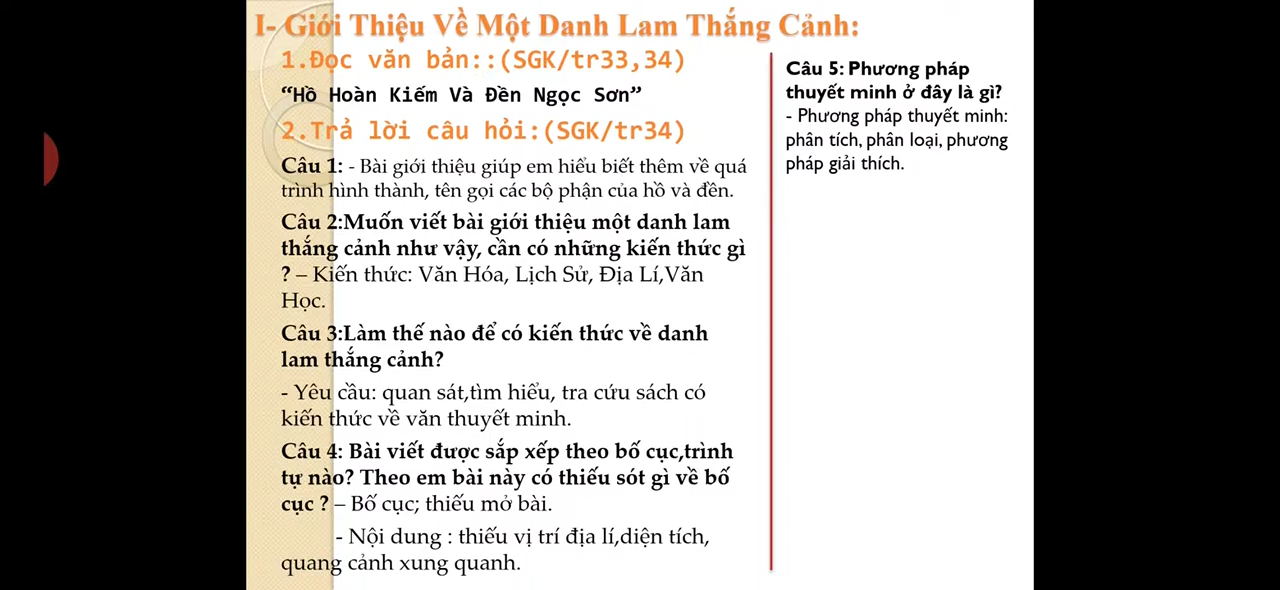 I- Giới Thiệu Về Một Danh Lam Thắng Cảnh:
1.Đọc văn bản::(SGK/tr33,34)
“Hồ Hoàn Kiếm Và Đền Ngọc Sơn”
2.Trả lời câu hỏi:(SGK/tr34)
Câu 1: - Bài giới thiệu giúp em hiểu biết thêm về quá
trình hình thành, tên gọi các bộ phận của hồ và đền.
Câu 2:Muốn viết bài giới thiệu một danh lam
thắng cảnh như vậy, cần có những kiến thức gì
? – Kiến thức: Văn Hóa, Lịch Sử, Địa Lí,Văn
Học.
Câu 3:Làm thế nào để có kiến thức về danh
lam thắng cảnh?
- Yêu cầu: quan sát,tìm hiểu, tra cứu sách có
kiến thức về văn thuyết minh.
Câu 4: Bài viết được sắp xếp theo bố cục,trình
tự nào? Theo em bài này có thiếu sót gì về bố
cục ? – Bố cục; thiếu mở bài.
- Nội dung : thiếu vị trí địa lí,diện tích,
quang cảnh xung quanh.
Câu 5: Phương pháp
thuyết minh ở đây là gì?
- Phương pháp thuyết minh:
phân tích, phân loại, phương
pháp giải thích.